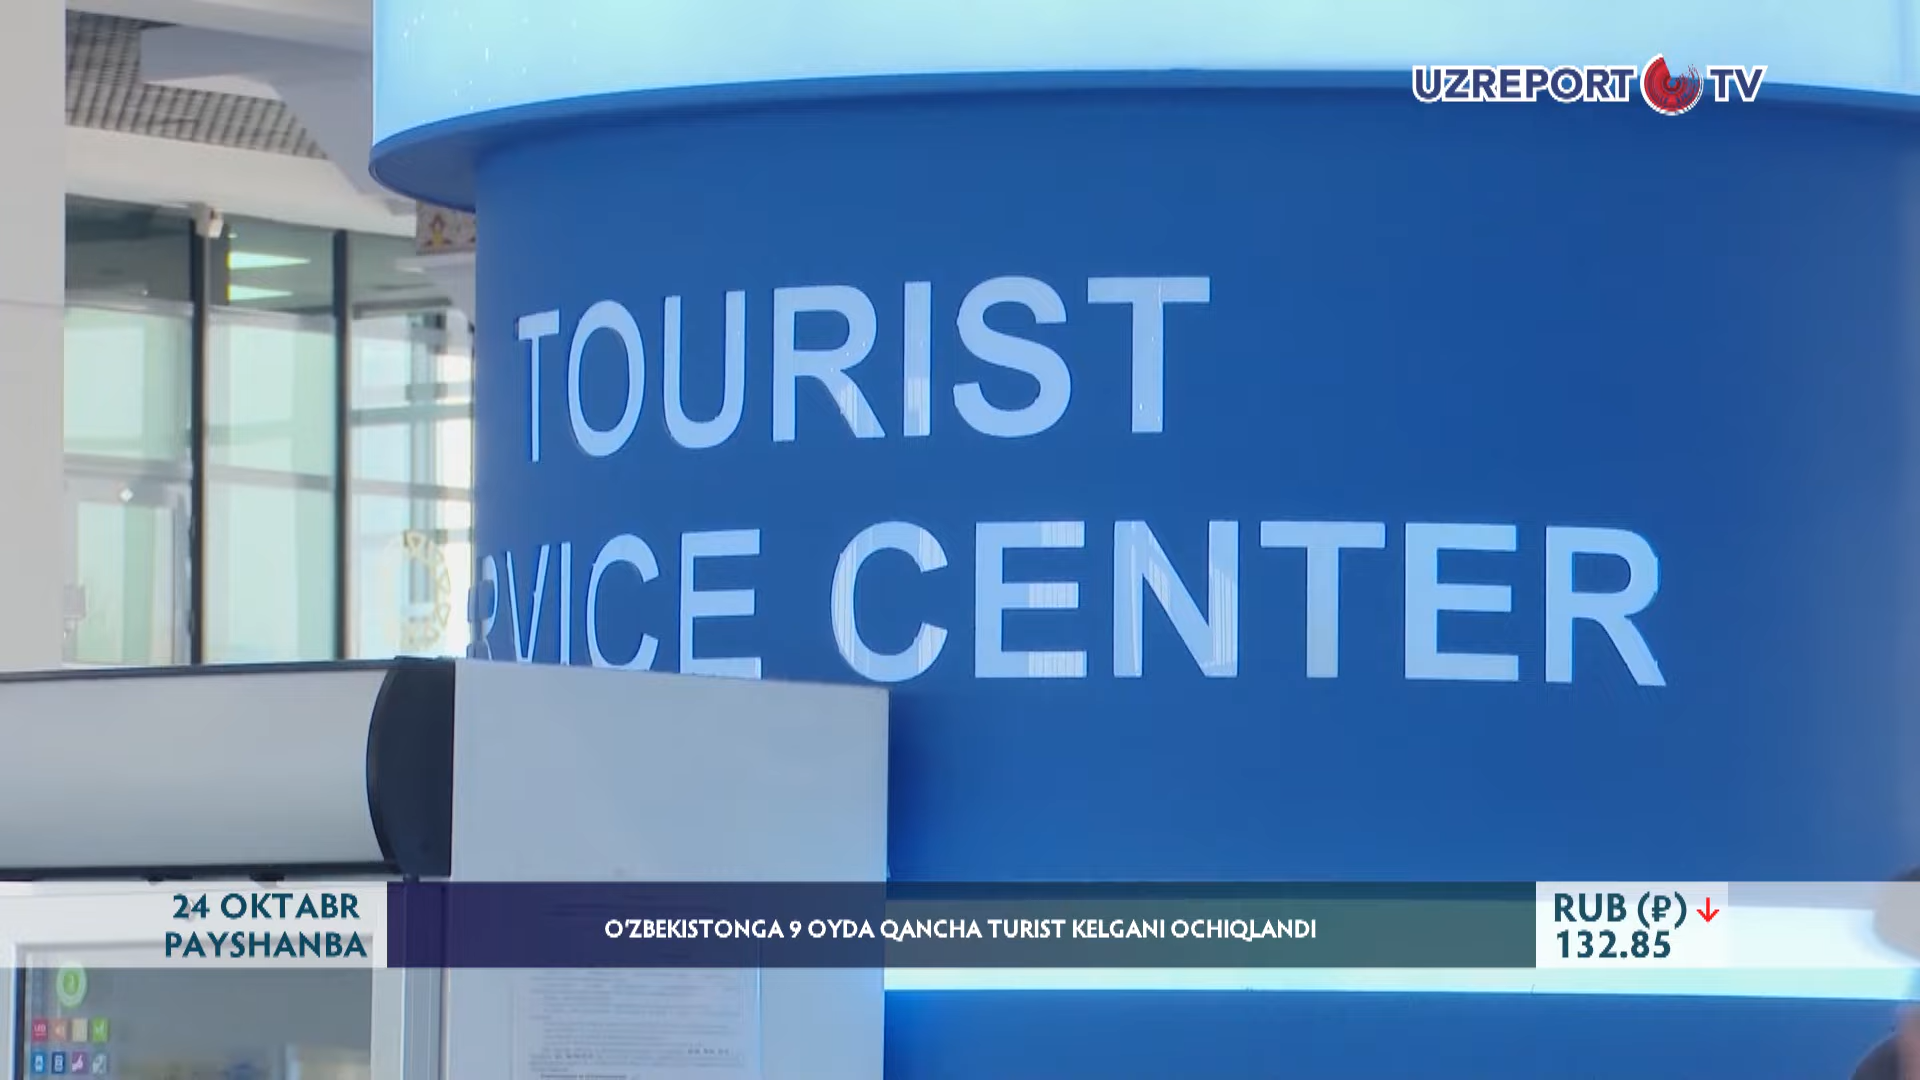 UZREPORT TV
TOURIST
RVICE CENTER
24 OKTABR
PAYSHANBA
O'ZBEKISTONGA 9 OYDA QANCHA TURIST KELGANI OCHIQLANDI
RUB (₽) ↓
132.85